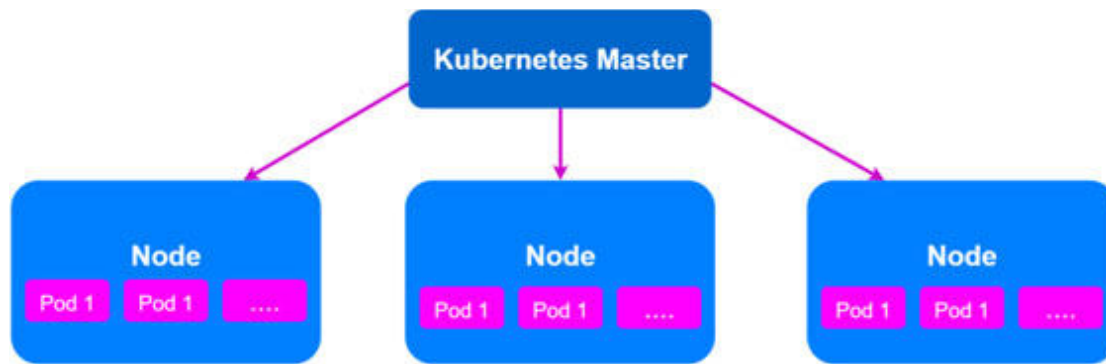 Kubernetes Master
Node
Pod 1 Pod 1 ....
Node
Pod 1 Pod 1 ....
Node
Pod 1 Pod 1 ....